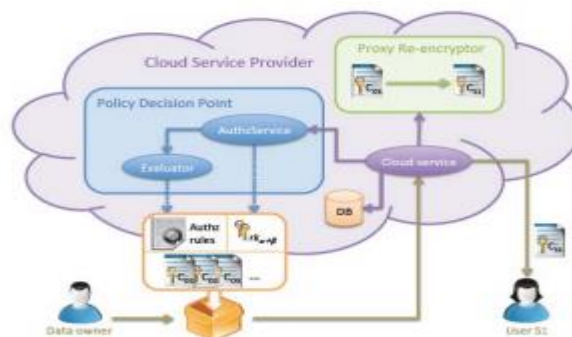 Proxy Re-encryptor
Cloud Service Provider
Policy Decision Point
AuthzService
Evaluator
Cloud service
DB
Authz
rules
...
Data owner
User S1